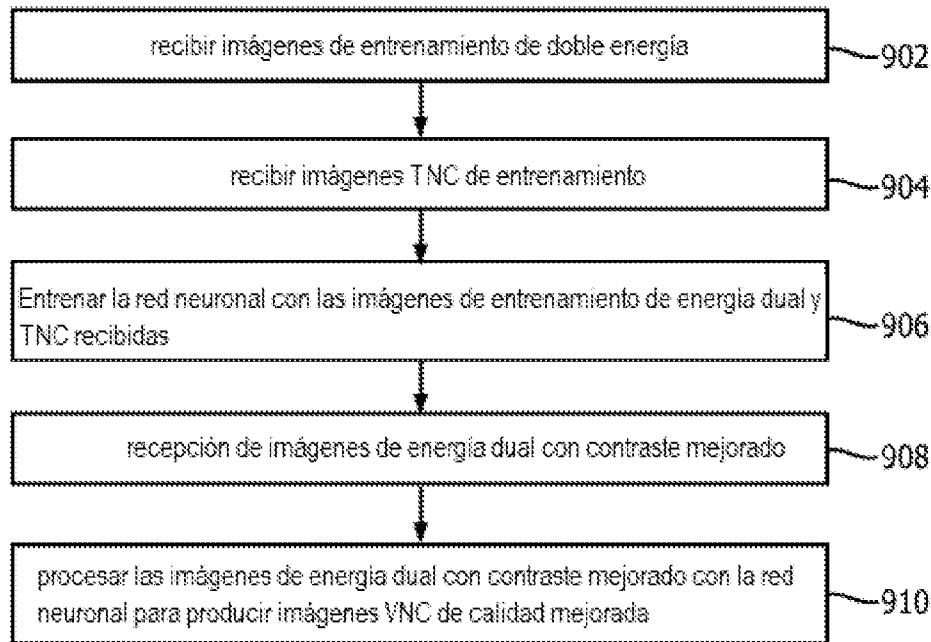 recibir imágenes de entrenamiento de doble energía
902
recibir imágenes TNC de entrenamiento
904
Entrenar la red neuronal con las imágenes de entrenamiento de energia dual y
TNC recibidas
906
recepción de imágenes de energía dual con contraste mejorado
908
procesar las imágenes de energia dual con contraste mejorado con la red
neuronal para producir imágenes VNC de calidad mejorada
910